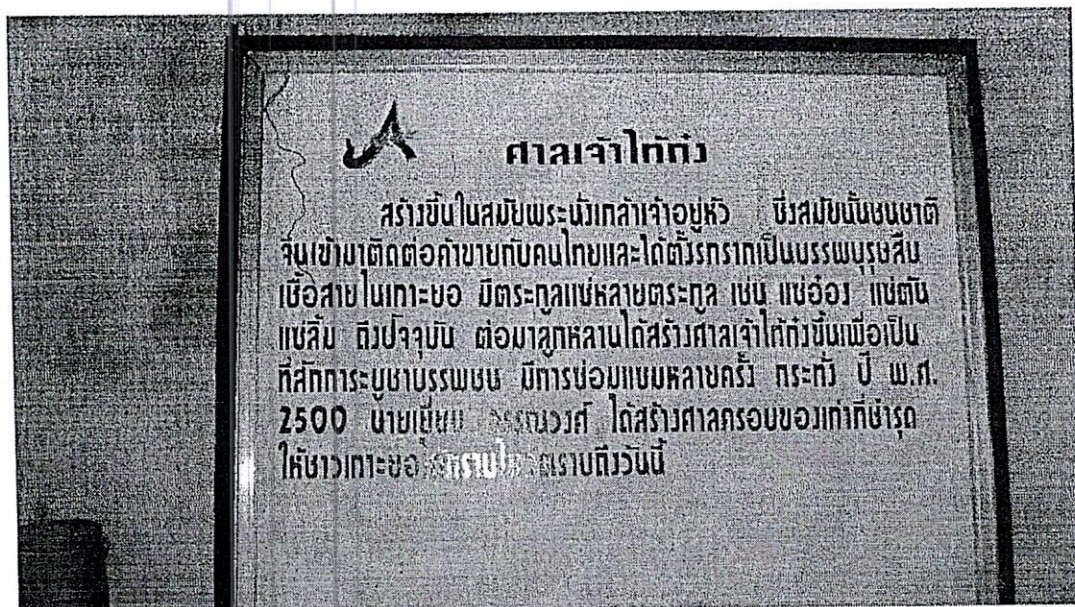 ศาลเจ้าไท้ก๋ง
สร้างขึ้นในสมัยพระนั่งเกล้าเจ้าอยู่หัว ซึ่งสมัยนั้นชนชาติ
จีนเข้ามาติดต่อค้าขายกับคนไทยและได้ตั้งรกรากเป็นบรรพบุรุษสืบ
เชื้อสายในเกาะยอ มีตระกูลแซ่หลายตระกูล เช่น แซ่อ๋อง แซ่ตัน
แซ่ลิ้ม ถึงปัจจุบัน ต่อมาลูกหลานได้สร้างศาลเจ้าไท้ก๋งขึ้นเพื่อเป็น
ที่สักการะบูชาบรรพชน มีการซ่อมแซมหลายครั้ง กระทั่ง ปี พ.ศ.
2500 ได้สร้างศาลครอบของเก่าที่ชำรุด
ให้ชาวเกาะยอ ตราบถึงวันนี้